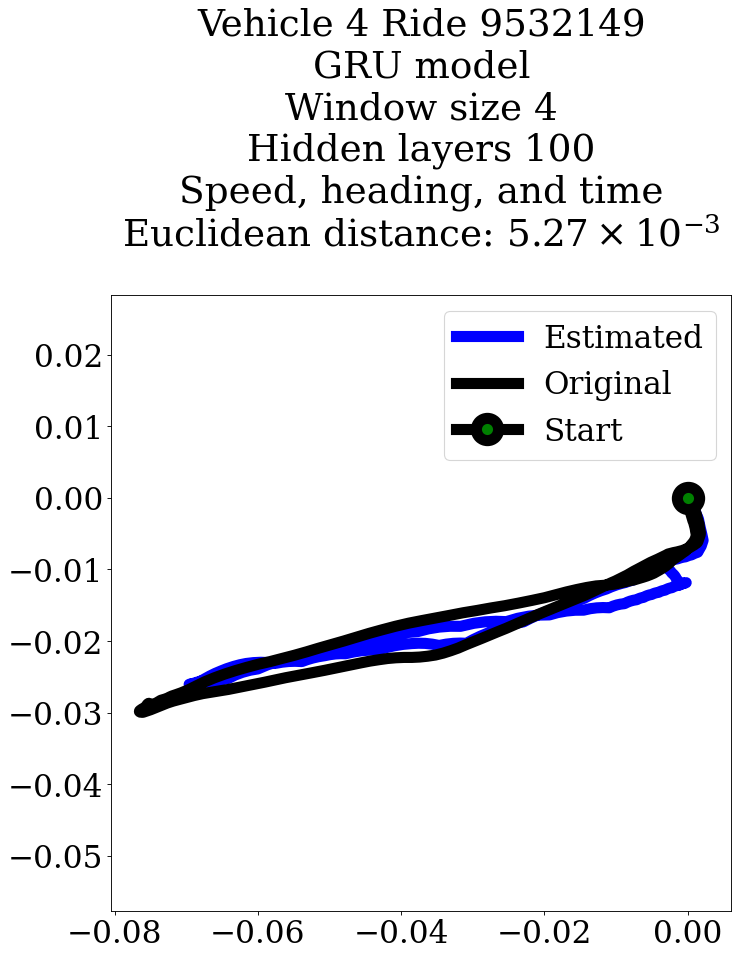 Vehicle 4 Ride 9532149
GRU model
Window size 4
Hidden layers 100
Speed, heading, and time
Euclidean distance: 5.27 × 10⁻³
Estimated
Original
Start
0.02
0.01
0.00
−0.01
−0.02
−0.03
−0.04
−0.05
−0.08 −0.06 −0.04 −0.02 0.00